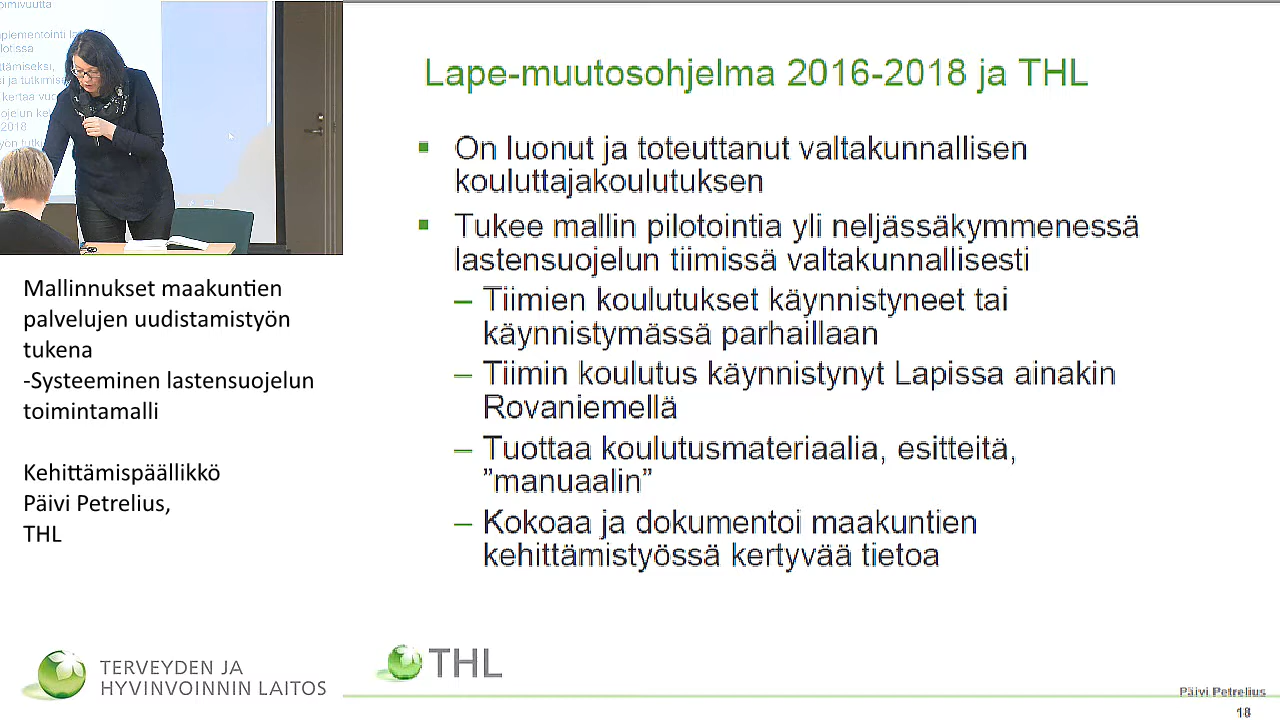 oimivuutta
kertaa
2018
Mallinnukset maakuntien
palvelujen uudistamistyön
tukena
-Systeeminen lastensuojelun
toimintamalli
Kehittämispäällikkö
Päivi Petrelius,
THL
TERVEYDEN JA
HYVINVOINNIN LAITOS
Lape-muutosohjelma 2016-2018 ja THL
▪ On luonut ja toteuttanut valtakunnallisen
kouluttajakoulutuksen
▪ Tukee mallin pilotointia yli neljässäkymmenessä
lastensuojelun tiimissä valtakunnallisesti
– Tiimien koulutukset käynnistyneet tai
käynnistymässä parhaillaan
– Tiimin koulutus käynnistynyt Lapissa ainakin
Rovaniemellä
– Tuottaa koulutusmateriaalia, esitteitä,
”manuaalin”
– Kokoaa ja dokumentoi maakuntien
kehittämistyössä kertyvää tietoa
THL
Päivi Petrelius
18